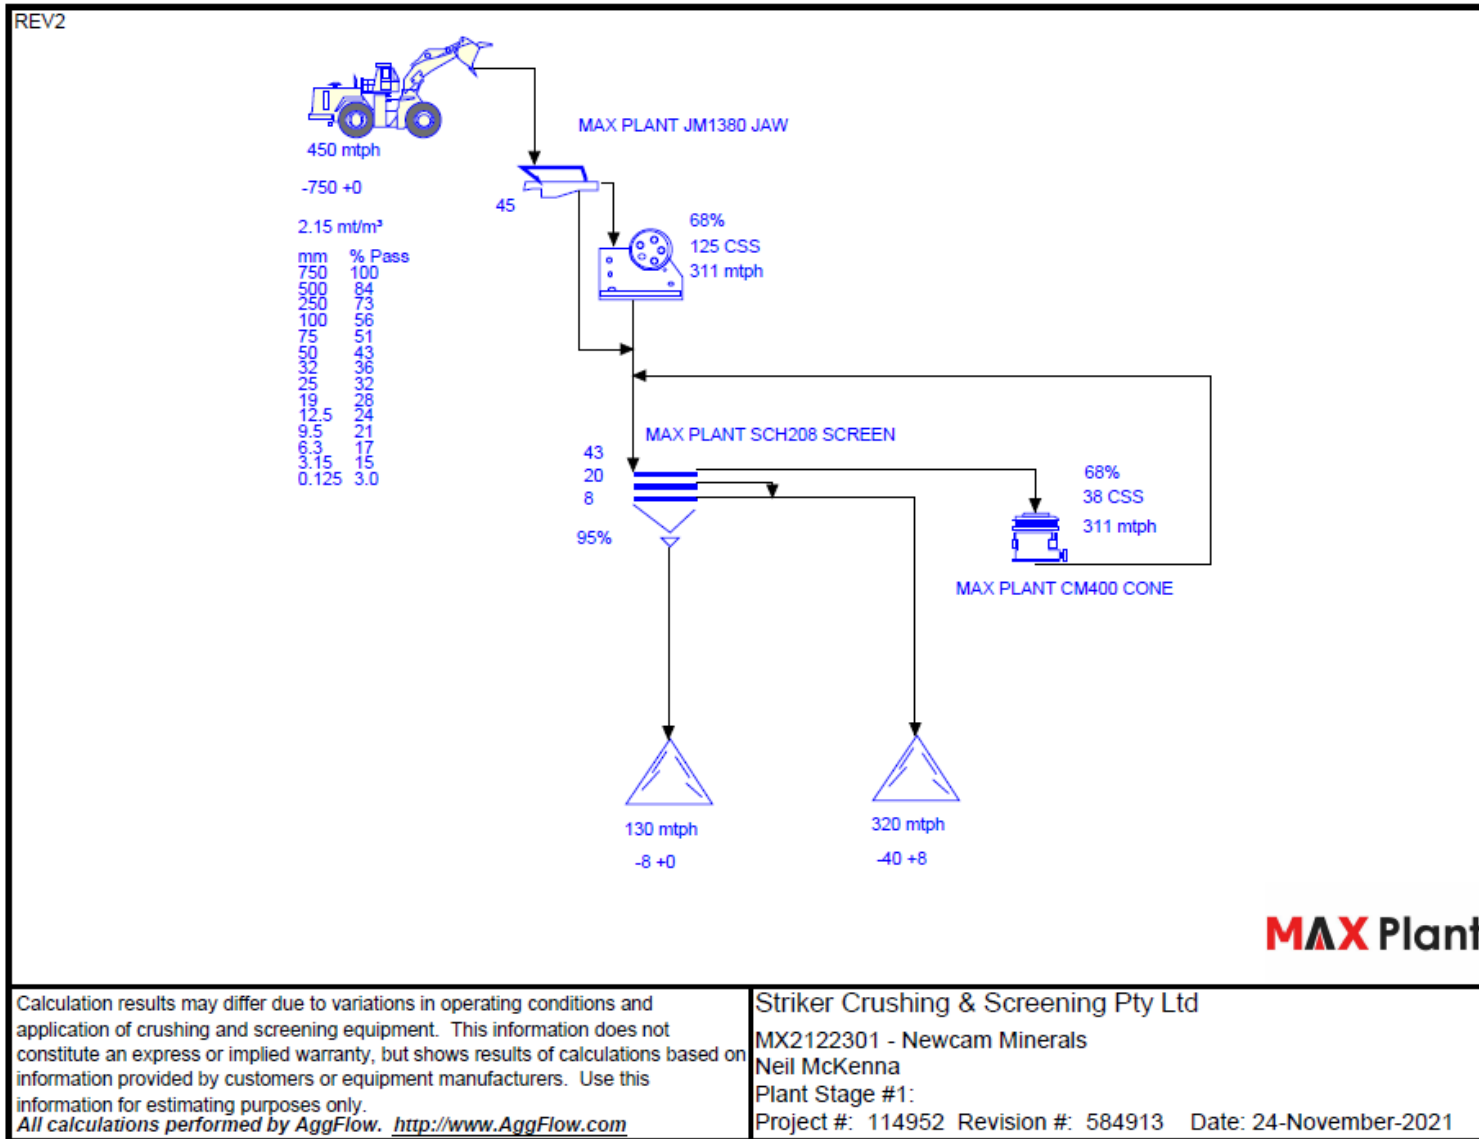 REV2
450 mtph
-750 +0
2.15 mt/m³
mm % Pass
750 100
500 84
250 73
100 56
75 51
50 43
32 36
25 32
19 28
12.5 24
9.5 21
6.3 17
3.15 15
0.125 3.0
MAX PLANT JM1380 JAW
45
68%
125 CSS
311 mtph
MAX PLANT SCH208 SCREEN
43
20
8
95%
68%
38 CSS
311 mtph
MAX PLANT CM400 CONE
130 mtph
-8 +0
320 mtph
-40 +8
MAX Plant
Calculation results may differ due to variations in operating conditions and
application of crushing and screening equipment. This information does not
constitute an express or implied warranty, but shows results of calculations based on
information provided by customers or equipment manufacturers. Use this
information for estimating purposes only.
All calculations performed by AggFlow. http://www.AggFlow.com
Striker Crushing & Screening Pty Ltd
MX2122301 - Newcam Minerals
Neil McKenna
Plant Stage #1:
Project #: 114952 Revision #: 584913 Date: 24-November-2021